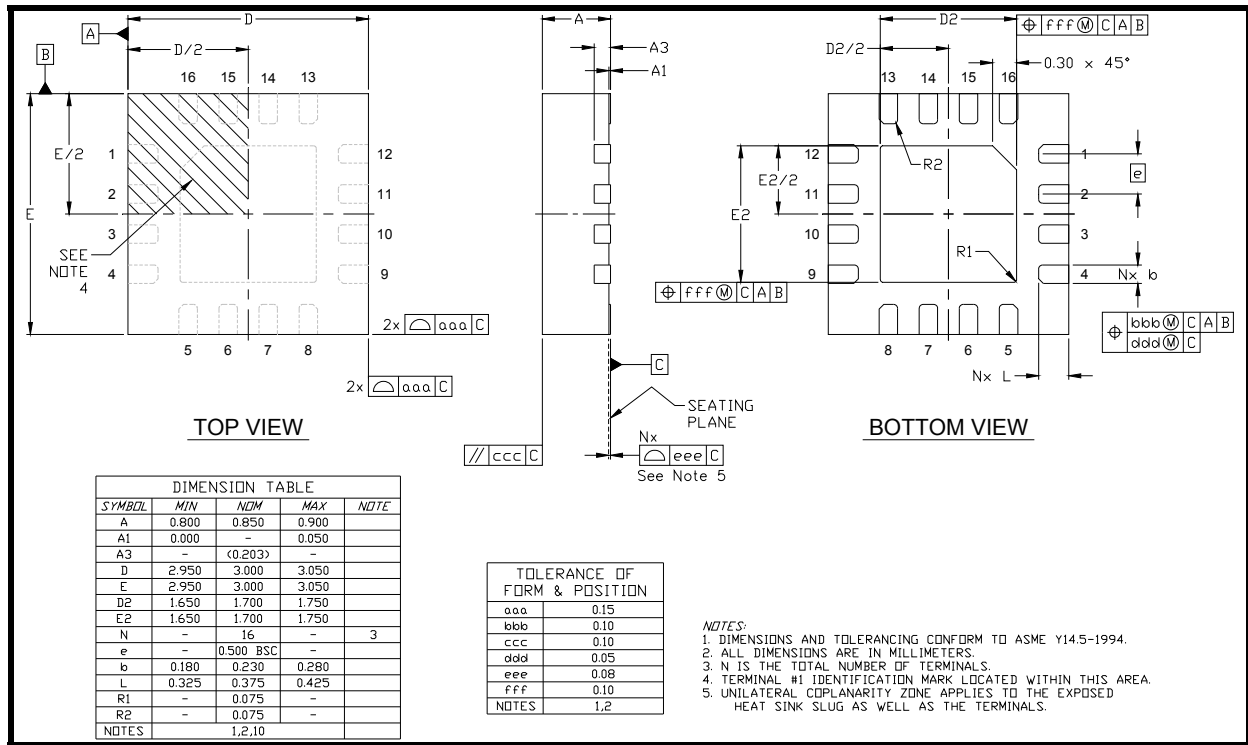 D
A
D/2
B
16 15 14 13
E/2
E
1
2
3
4
12
11
10
9
SEE
NOTE
4
5 6 7 8
2x ⌓ aaa C
2x ⌓ aaa C
TOP VIEW
A
A3
A1
C
SEATING
PLANE
// ccc C
Nx
⌓ eee C
See Note 5
D2
⌖ fff Ⓜ C A B
D2/2
0.30 x 45°
13 14 15 16
R2
12
11
10
9
E2/2
E2
R1
1
2
3
4
e
Nx b
⌖ fff Ⓜ C A B
⌖ bbb Ⓜ C A B
ddd Ⓜ C
8 7 6 5
Nx L
BOTTOM VIEW
DIMENSION TABLE
SYMBOL MIN NOM MAX NOTE
A 0.800 0.850 0.900
A1 0.000 - 0.050
A3 - (0.203) -
D 2.950 3.000 3.050
E 2.950 3.000 3.050
D2 1.650 1.700 1.750
E2 1.650 1.700 1.750
N - 16 - 3
e - 0.500 BSC -
b 0.180 0.230 0.280
L 0.325 0.375 0.425
R1 - 0.075 -
R2 - 0.075 -
NOTES 1,2,10
TOLERANCE OF
FORM & POSITION
aaa 0.15
bbb 0.10
ccc 0.10
ddd 0.05
eee 0.08
fff 0.10
NOTES 1,2
NOTES:
1. DIMENSIONS AND TOLERANCING CONFORM TO ASME Y14.5-1994.
2. ALL DIMENSIONS ARE IN MILLIMETERS.
3. N IS THE TOTAL NUMBER OF TERMINALS.
4. TERMINAL #1 IDENTIFICATION MARK LOCATED WITHIN THIS AREA.
5. UNILATERAL COPLANARITY ZONE APPLIES TO THE EXPOSED
HEAT SINK SLUG AS WELL AS THE TERMINALS.